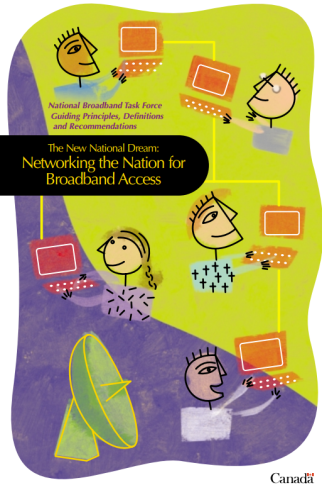 National Broadband Task Force
Guiding Principles, Definitions
and Recommendations
The New National Dream:
Networking the Nation for
Broadband Access
Canada